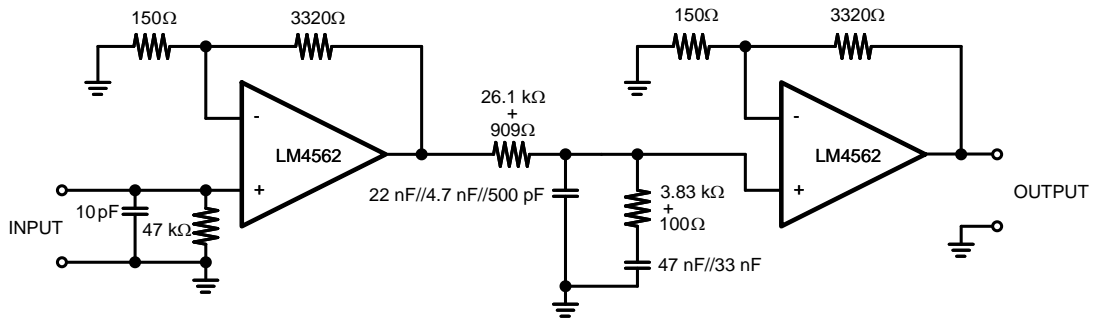 150Ω
3320Ω
150Ω
3320Ω
26.1 kΩ
+
909Ω
-
LM4562
+
-
LM4562
+
22 nF//4.7 nF//500 pF
3.83 kΩ
+
100Ω
10 pF
47 kΩ
INPUT
OUTPUT
47 nF//33 nF